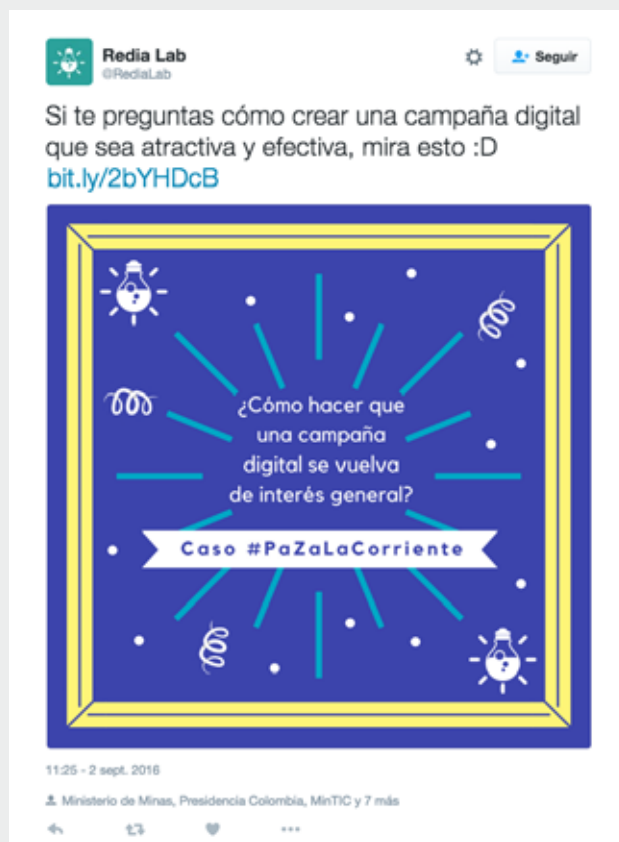 Redia Lab
@RediaLab
Seguir
Si te preguntas cómo crear una campaña digital
que sea atractiva y efectiva, mira esto :D
bit.ly/2bYHDcB
¿Cómo hacer que
una campaña
digital se vuelva
de interés general?
Caso #PaZaLaCorriente
11:25 - 2 sept. 2016
Ministerio de Minas, Presidencia Colombia, MinTIC y 7 más